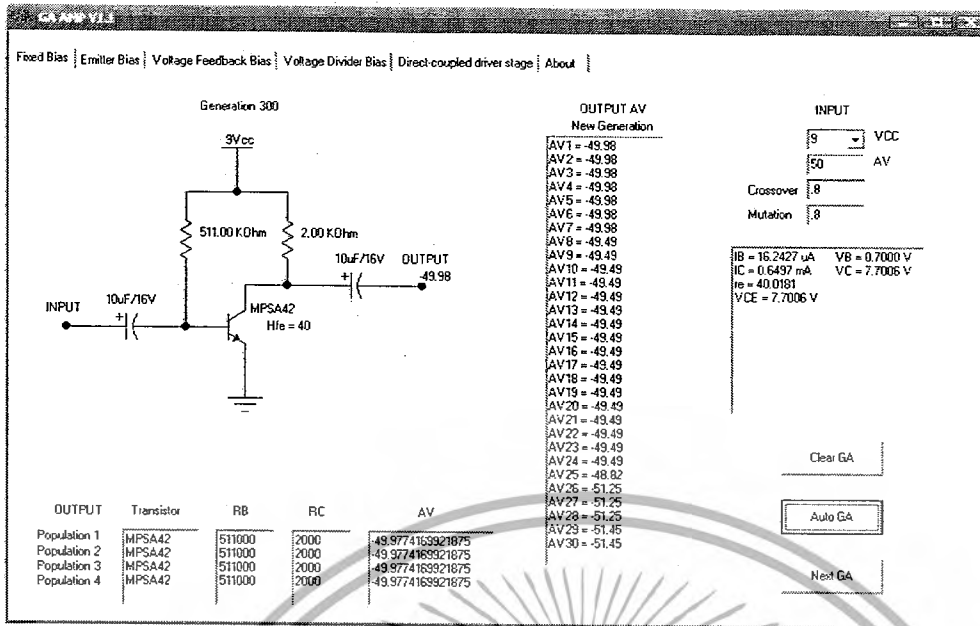 GA AMP V1.1
Fixed Bias | Emitter Bias | Voltage Feedback Bias | Voltage Divider Bias | Direct-coupled driver stage | About
Generation 300
9Vcc
511.00 KOhm
2.00 KOhm
10uF/16V
OUTPUT
-49.98
INPUT
10uF/16V
MPSA42
Hfe = 40
OUTPUT AV
New Generation
AV1 = -49.98
AV2 = -49.98
AV3 = -49.98
AV4 = -49.98
AV5 = -49.98
AV6 = -49.98
AV7 = -49.98
AV8 = -49.49
AV9 = -49.49
AV10 = -49.49
AV11 = -49.49
AV12 = -49.49
AV13 = -49.49
AV14 = -49.49
AV15 = -49.49
AV16 = -49.49
AV17 = -49.49
AV18 = -49.49
AV19 = -49.49
AV20 = -49.49
AV21 = -49.49
AV22 = -49.49
AV23 = -49.49
AV24 = -49.49
AV25 = -48.82
AV26 = -51.25
AV27 = -51.25
AV28 = -51.25
AV29 = -51.45
AV30 = -51.45
INPUT
9 VCC
50 AV
Crossover .8
Mutation .8
IB = 16.2427 uA VB = 0.7000 V
IC = 0.6497 mA VC = 7.7006 V
re = 40.0181
VCE = 7.7006 V
Clear GA
Auto GA
Next GA
OUTPUT Transistor RB RC AV
Population 1 MPSA42 511000 2000 -49.9774169921875
Population 2 MPSA42 511000 2000 -49.9774169921875
Population 3 MPSA42 511000 2000 -49.9774169921875
Population 4 MPSA42 511000 2000 -49.9774169921875